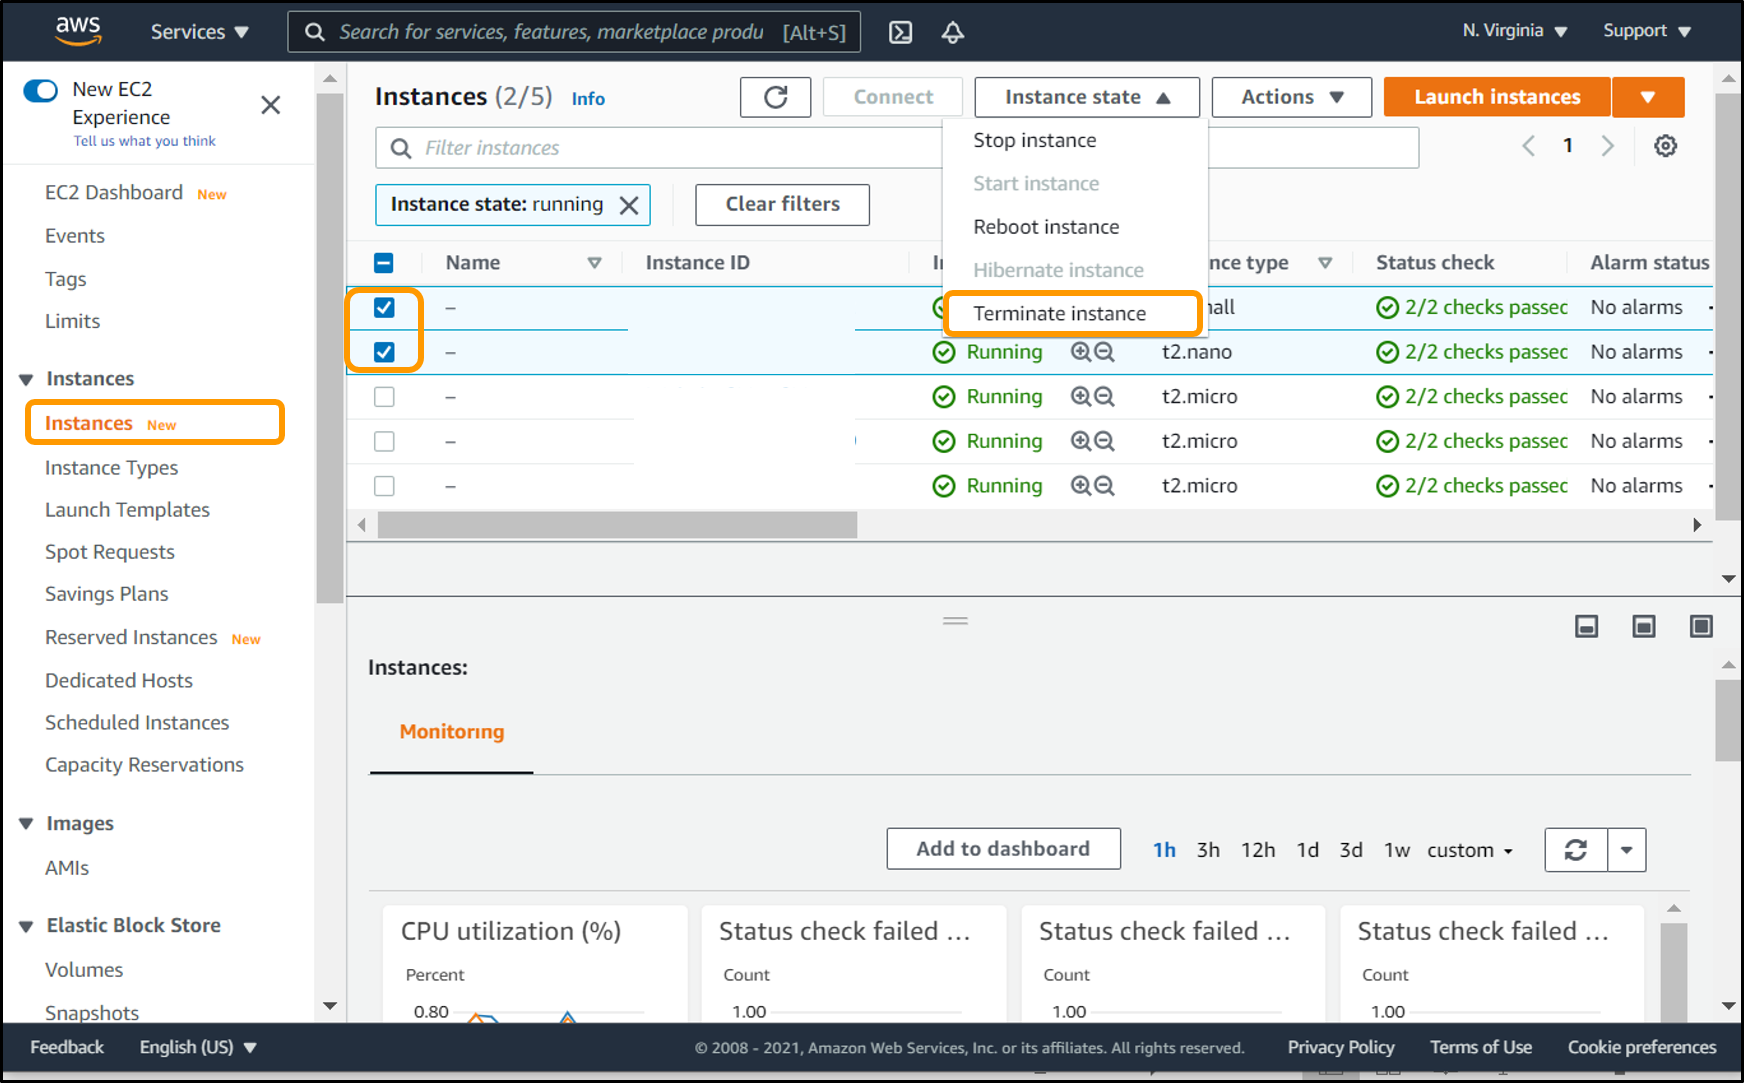 aws
Services
Search for services, features, marketplace produ [Alt+S]
N. Virginia
Support
New EC2
Experience
Tell us what you think
EC2 Dashboard New
Events
Tags
Limits
Instances
Instances New
Instance Types
Launch Templates
Spot Requests
Savings Plans
Reserved Instances New
Dedicated Hosts
Scheduled Instances
Capacity Reservations
Images
AMIs
Elastic Block Store
Volumes
Snapshots
Instances (2/5) Info
Connect
Instance state
Actions
Launch instances
Filter instances
1
Stop instance
Start instance
Reboot instance
Hibernate instance
Terminate instance
Instance state: running
Clear filters
Name Instance ID nce type Status check Alarm status
– all 2/2 checks passec No alarms
– Running t2.nano 2/2 checks passec No alarms
– Running t2.micro 2/2 checks passec No alarms
– Running t2.micro 2/2 checks passec No alarms
– Running t2.micro 2/2 checks passec No alarms
Instances:
Monitoring
Add to dashboard 1h 3h 12h 1d 3d 1w custom
CPU utilization (%)
Percent
0.80
Status check failed ...
Count
1.00
Status check failed ...
Count
1.00
Status check failed ...
Count
1.00
Feedback English (US) © 2008 - 2021, Amazon Web Services, Inc. or its affiliates. All rights reserved. Privacy Policy Terms of Use Cookie preferences